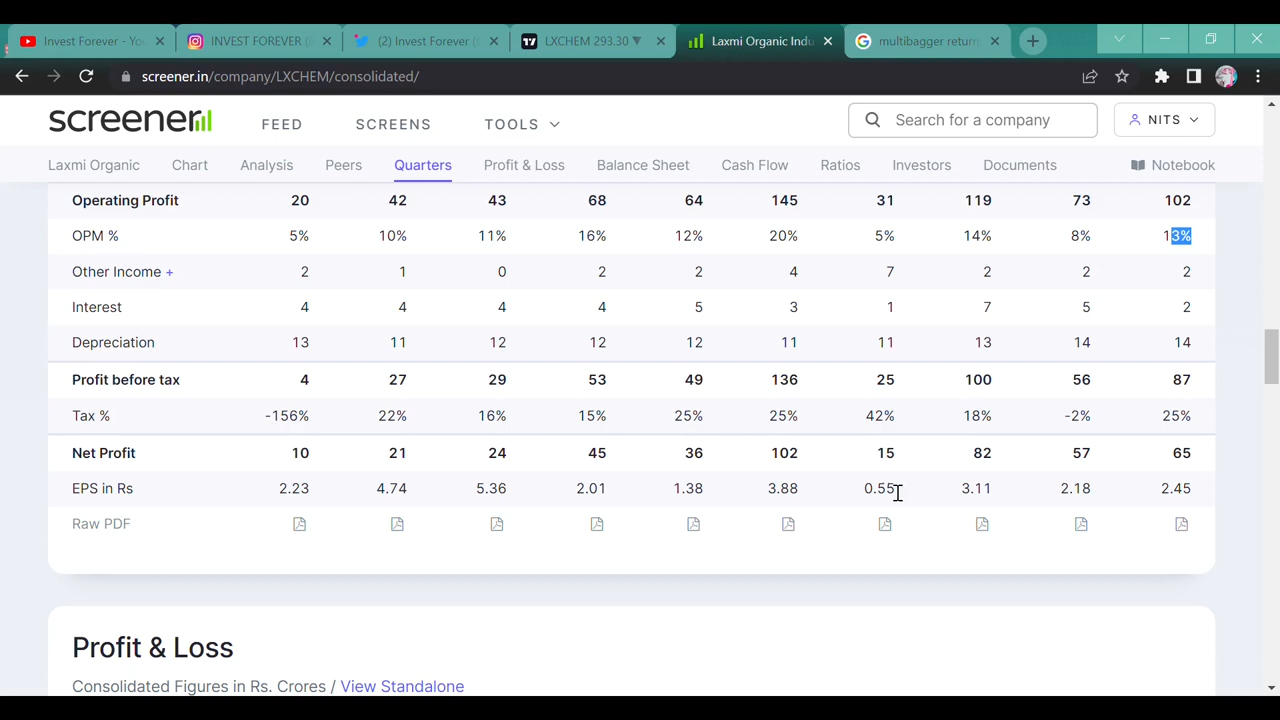 Invest Forever - Yo
INVEST FOREVER (
(2) Invest Forever (
LXCHEM 293.30 ▼
Laxmi Organic Indu
multibagger return
screener.in/company/LXCHEM/consolidated/
screener
FEED
SCREENS
TOOLS
Search for a company
NITS
Laxmi Organic Chart Analysis Peers Quarters Profit & Loss Balance Sheet Cash Flow Ratios Investors Documents Notebook
Operating Profit 20 42 43 68 64 145 31 119 73 102
OPM % 5% 10% 11% 16% 12% 20% 5% 14% 8% 13%
Other Income + 2 1 0 2 2 4 7 2 2 2
Interest 4 4 4 4 5 3 1 7 5 2
Depreciation 13 11 12 12 12 11 11 13 14 14
Profit before tax 4 27 29 53 49 136 25 100 56 87
Tax % -156% 22% 16% 15% 25% 25% 42% 18% -2% 25%
Net Profit 10 21 24 45 36 102 15 82 57 65
EPS in Rs 2.23 4.74 5.36 2.01 1.38 3.88 0.55 3.11 2.18 2.45
Raw PDF
Profit & Loss
Consolidated Figures in Rs. Crores / View Standalone